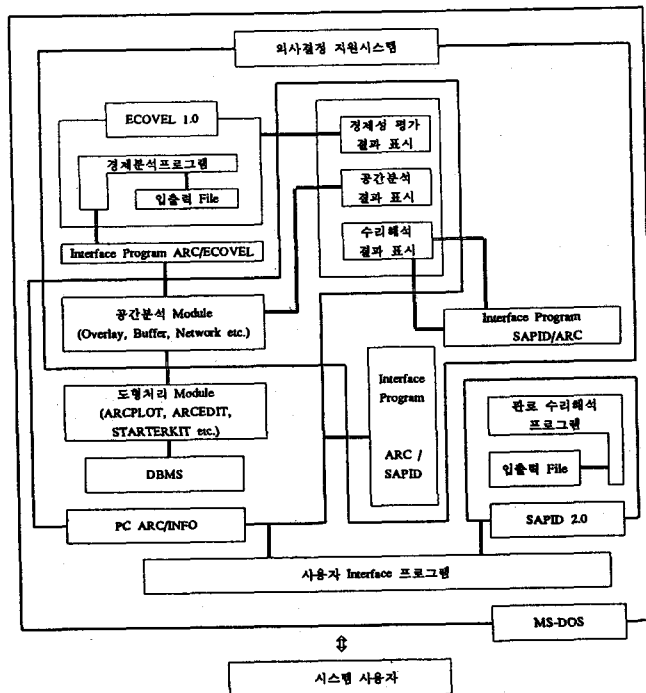 의사결정 지원시스템
ECOVEL 1.0
경제분석프로그램
입출력 File
Interface Program ARC/ECOVEL
경제성 평가
결과 표시
공간분석
결과 표시
수리해석
결과 표시
공간분석 Module
(Overlay, Buffer, Network etc.)
Interface Program
SAPID/ARC
도형처리 Module
(ARCPLOT, ARCEDIT,
STARTERKIT etc.)
DBMS
Interface
Program
ARC /
SAPID
관로 수리해석
프로그램
입출력 File
PC ARC/INFO
SAPID 2.0
사용자 Interface 프로그램
MS-DOS
⇕
시스템 사용자